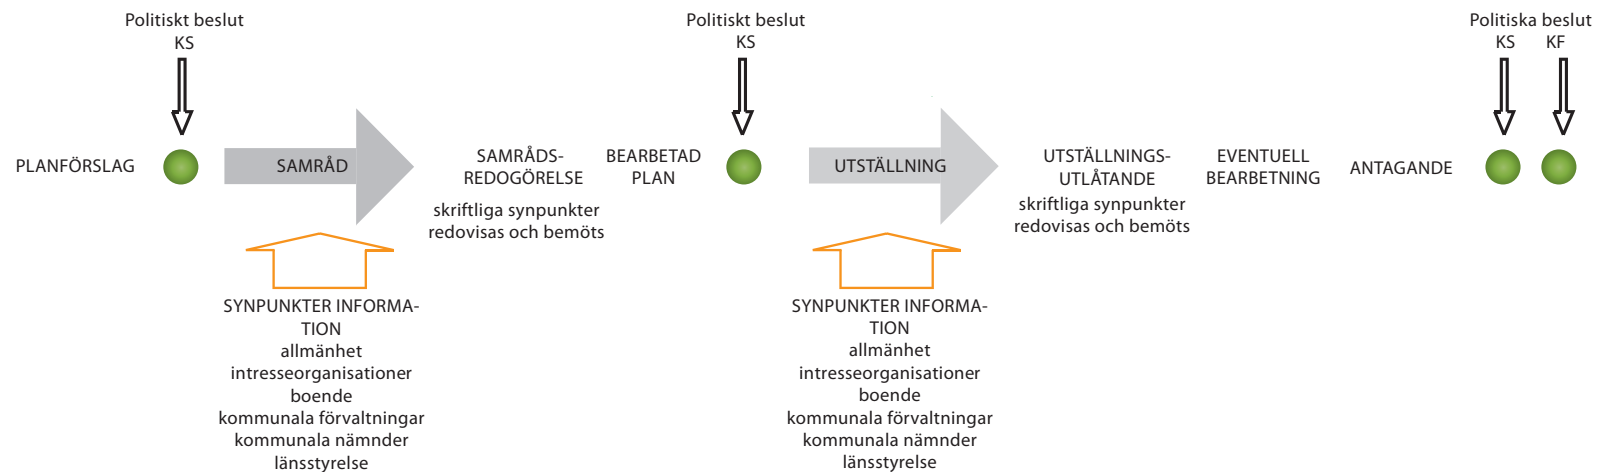 Politiskt beslut
KS
Politiskt beslut
KS
Politiska beslut
KS KF
PLANFÖRSLAG
SAMRÅD
SAMRÅDS-
REDOGÖRELSE
skriftliga synpunkter
redovisas och bemöts
BEARBETAD
PLAN
UTSTÄLLNING
UTSTÄLLNINGS-
UTLÅTANDE
skriftliga synpunkter
redovisas och bemöts
EVENTUELL
BEARBETNING
ANTAGANDE
SYNPUNKTER INFORMA-
TION
allmänhet
intresseorganisationer
boende
kommunala förvaltningar
kommunala nämnder
länsstyrelse
SYNPUNKTER INFORMA-
TION
allmänhet
intresseorganisationer
boende
kommunala förvaltningar
kommunala nämnder
länsstyrelse